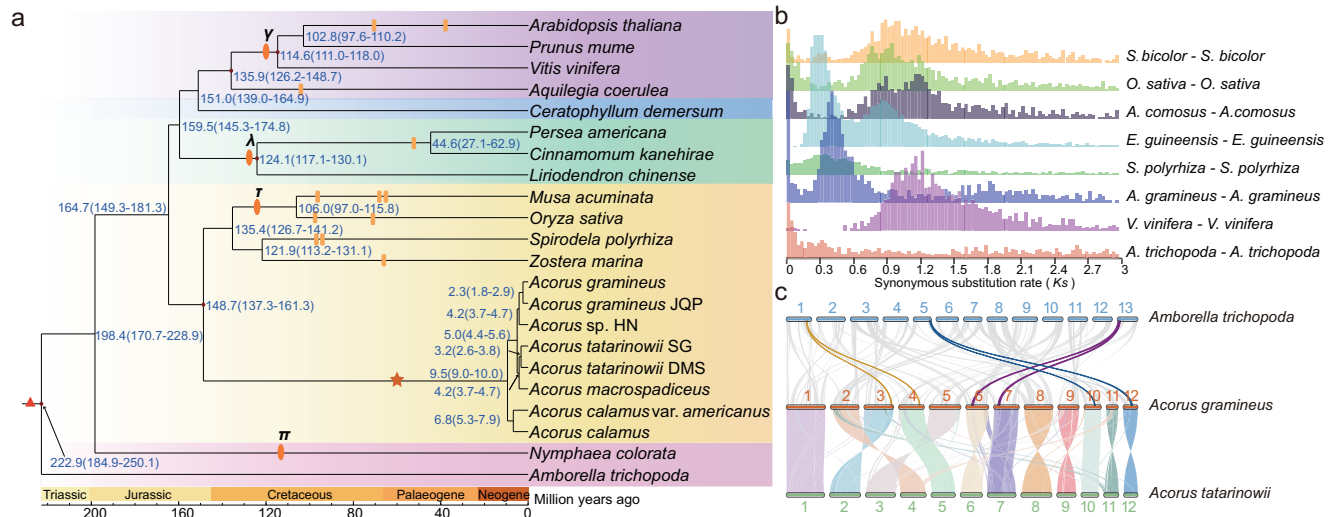 a
Arabidopsis thaliana
γ
102.8(97.6-110.2)
Prunus mume
114.6(111.0-118.0)
Vitis vinifera
135.9(126.2-148.7)
Aquilegia coerulea
151.0(139.0-164.9)
Ceratophyllum demersum
159.5(145.3-174.8)
Persea americana
λ
44.6(27.1-62.9)
Cinnamomum kanehirae
124.1(117.1-130.1)
Liriodendron chinense
Musa acuminata
τ
164.7(149.3-181.3)
106.0(97.0-115.8)
Oryza sativa
135.4(126.7-141.2)
Spirodela polyrhiza
121.9(113.2-131.1)
Zostera marina
Acorus gramineus
2.3(1.8-2.9)
Acorus gramineus JQP
148.7(137.3-161.3)
4.2(3.7-4.7)
Acorus sp. HN
198.4(170.7-228.9)
5.0(4.4-5.6)
Acorus tatarinowii SG
3.2(2.6-3.8)
Acorus tatarinowii DMS
9.5(9.0-10.0)
Acorus macrospadiceus
4.2(3.7-4.7)
Acorus calamus var. americanus
6.8(5.3-7.9)
Acorus calamus
π
Nymphaea colorata
222.9(184.9-250.1)
Amborella trichopoda
Triassic Jurassic Cretaceous Palaeogene Neogene Million years ago
200 160 120 80 40 0
b
S. bicolor - S. bicolor
O. sativa - O. sativa
A. comosus - A.comosus
E. guineensis - E. guineensis
S. polyrhiza - S. polyrhiza
A. gramineus - A. gramineus
V. vinifera - V. vinifera
A. trichopoda - A. trichopoda
0 0.3 0.6 0.9 1.2 1.5 1.8 2.1 2.4 2.7 3
Synonymous substitution rate ( Ks )
c
1 2 3 4 5 6 7 8 9 10 11 12 13
Amborella trichopoda
1 2 3 4 5 6 7 8 9 10 11 12
Acorus gramineus
Acorus tatarinowii
1 2 3 4 5 6 7 8 9 10 11 12